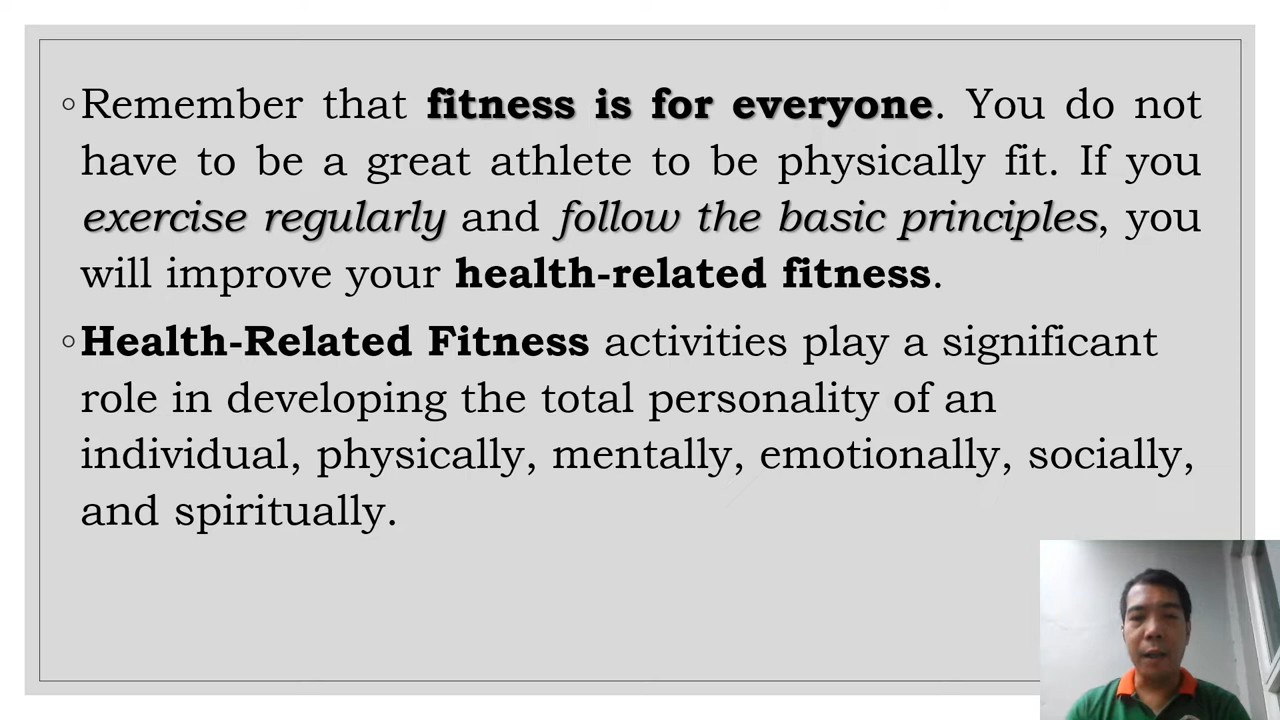 ◦Remember that fitness is for everyone. You do not
have to be a great athlete to be physically fit. If you
exercise regularly and follow the basic principles, you
will improve your health-related fitness.
◦Health-Related Fitness activities play a significant
role in developing the total personality of an
individual, physically, mentally, emotionally, socially,
and spiritually.